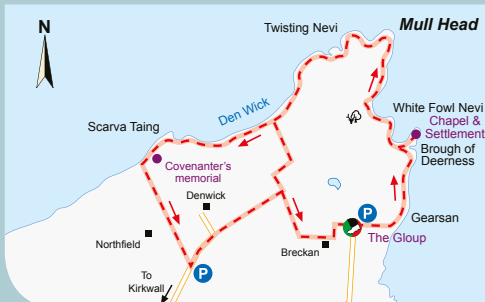 N
Twisting Nevi
Mull Head
Den Wick
White Fowl Nevi
Chapel &
Settlement
Brough of
Deerness
Scarva Taing
Covenanter's
memorial
Denwick
P
Gearsan
The Gloup
Northfield
Breckan
P
To
Kirkwall